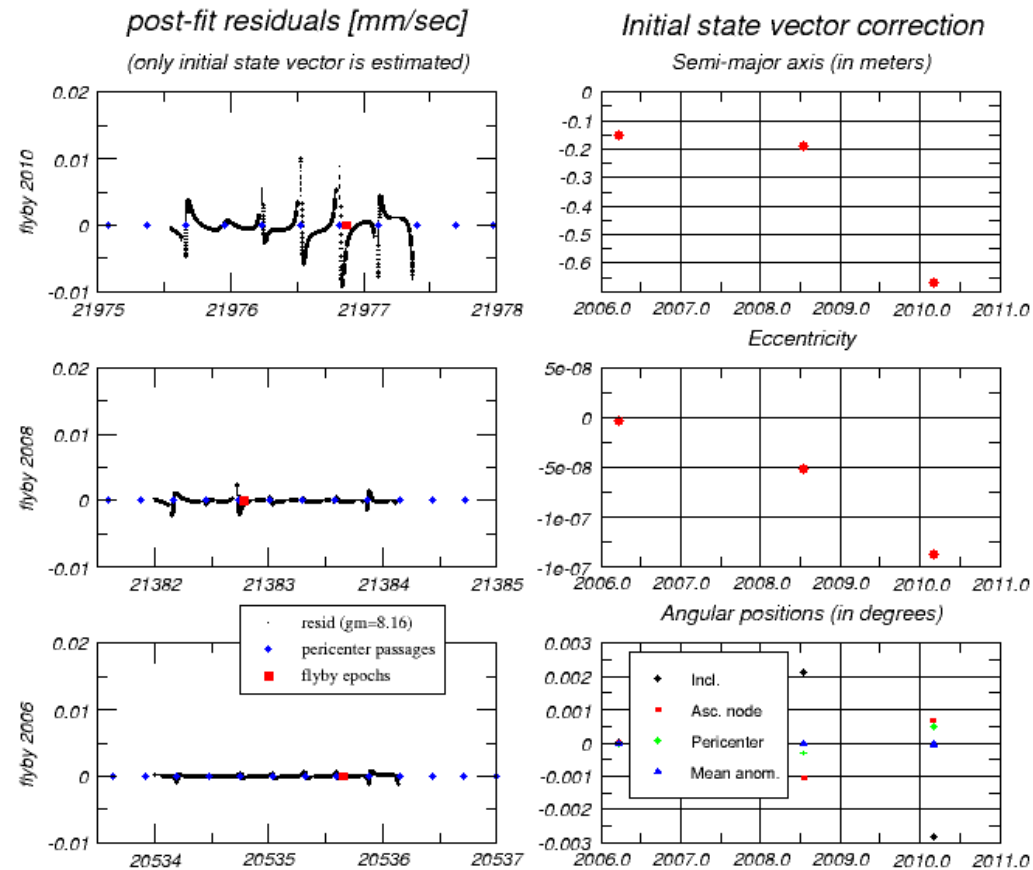 post-fit residuals [mm/sec]
(only initial state vector is estimated)
flyby 2010
0.02
0.01
0
-0.01
21975
21976
21977
21978
flyby 2008
0.02
0.01
0
-0.01
21382
21383
21384
21385
resid (gm=8.16)
pericenter passages
flyby epochs
flyby 2006
0.02
0.01
0
-0.01
20534
20535
20536
20537
Initial state vector correction
Semi-major axis (in meters)
0
-0.1
-0.2
-0.3
-0.4
-0.5
-0.6
2006.0
2007.0
2008.0
2009.0
2010.0
2011.0
Eccentricity
5e-08
0
-5e-08
-1e-07
-1e-07
2006.0
2007.0
2008.0
2009.0
2010.0
2011.0
Angular positions (in degrees)
0.003
0.002
0.001
0
-0.001
-0.002
-0.003
Incl.
Asc. node
Pericenter
Mean anom.
2006.0
2007.0
2008.0
2009.0
2010.0
2011.0